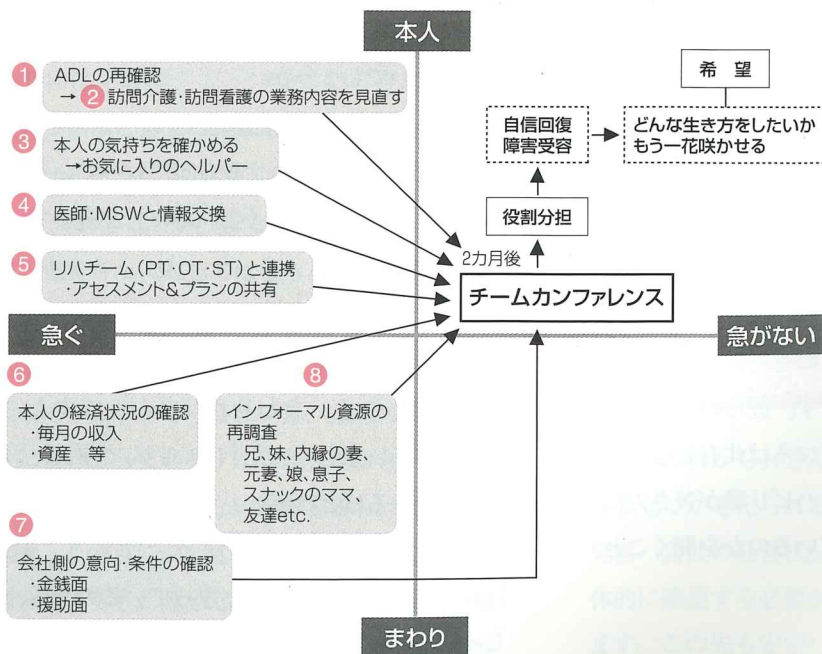 本人
① ADLの再確認
→ ② 訪問介護・訪問看護の業務内容を見直す
③ 本人の気持ちを確かめる
→お気に入りのヘルパー
④ 医師・MSWと情報交換
⑤ リハチーム(PT・OT・ST)と連携
・アセスメント&プランの共有
希 望
自信回復
障害受容
どんな生き方をしたいか
もう一花咲かせる
役割分担
2カ月後
チームカンファレンス
急ぐ
急がない
⑥
本人の経済状況の確認
・毎月の収入
・資産 等
⑧
インフォーマル資源の
再調査
兄、妹、内縁の妻、
元妻、娘、息子、
スナックのママ、
友達etc.
⑦
会社側の意向・条件の確認
・金銭面
・援助面
まわり